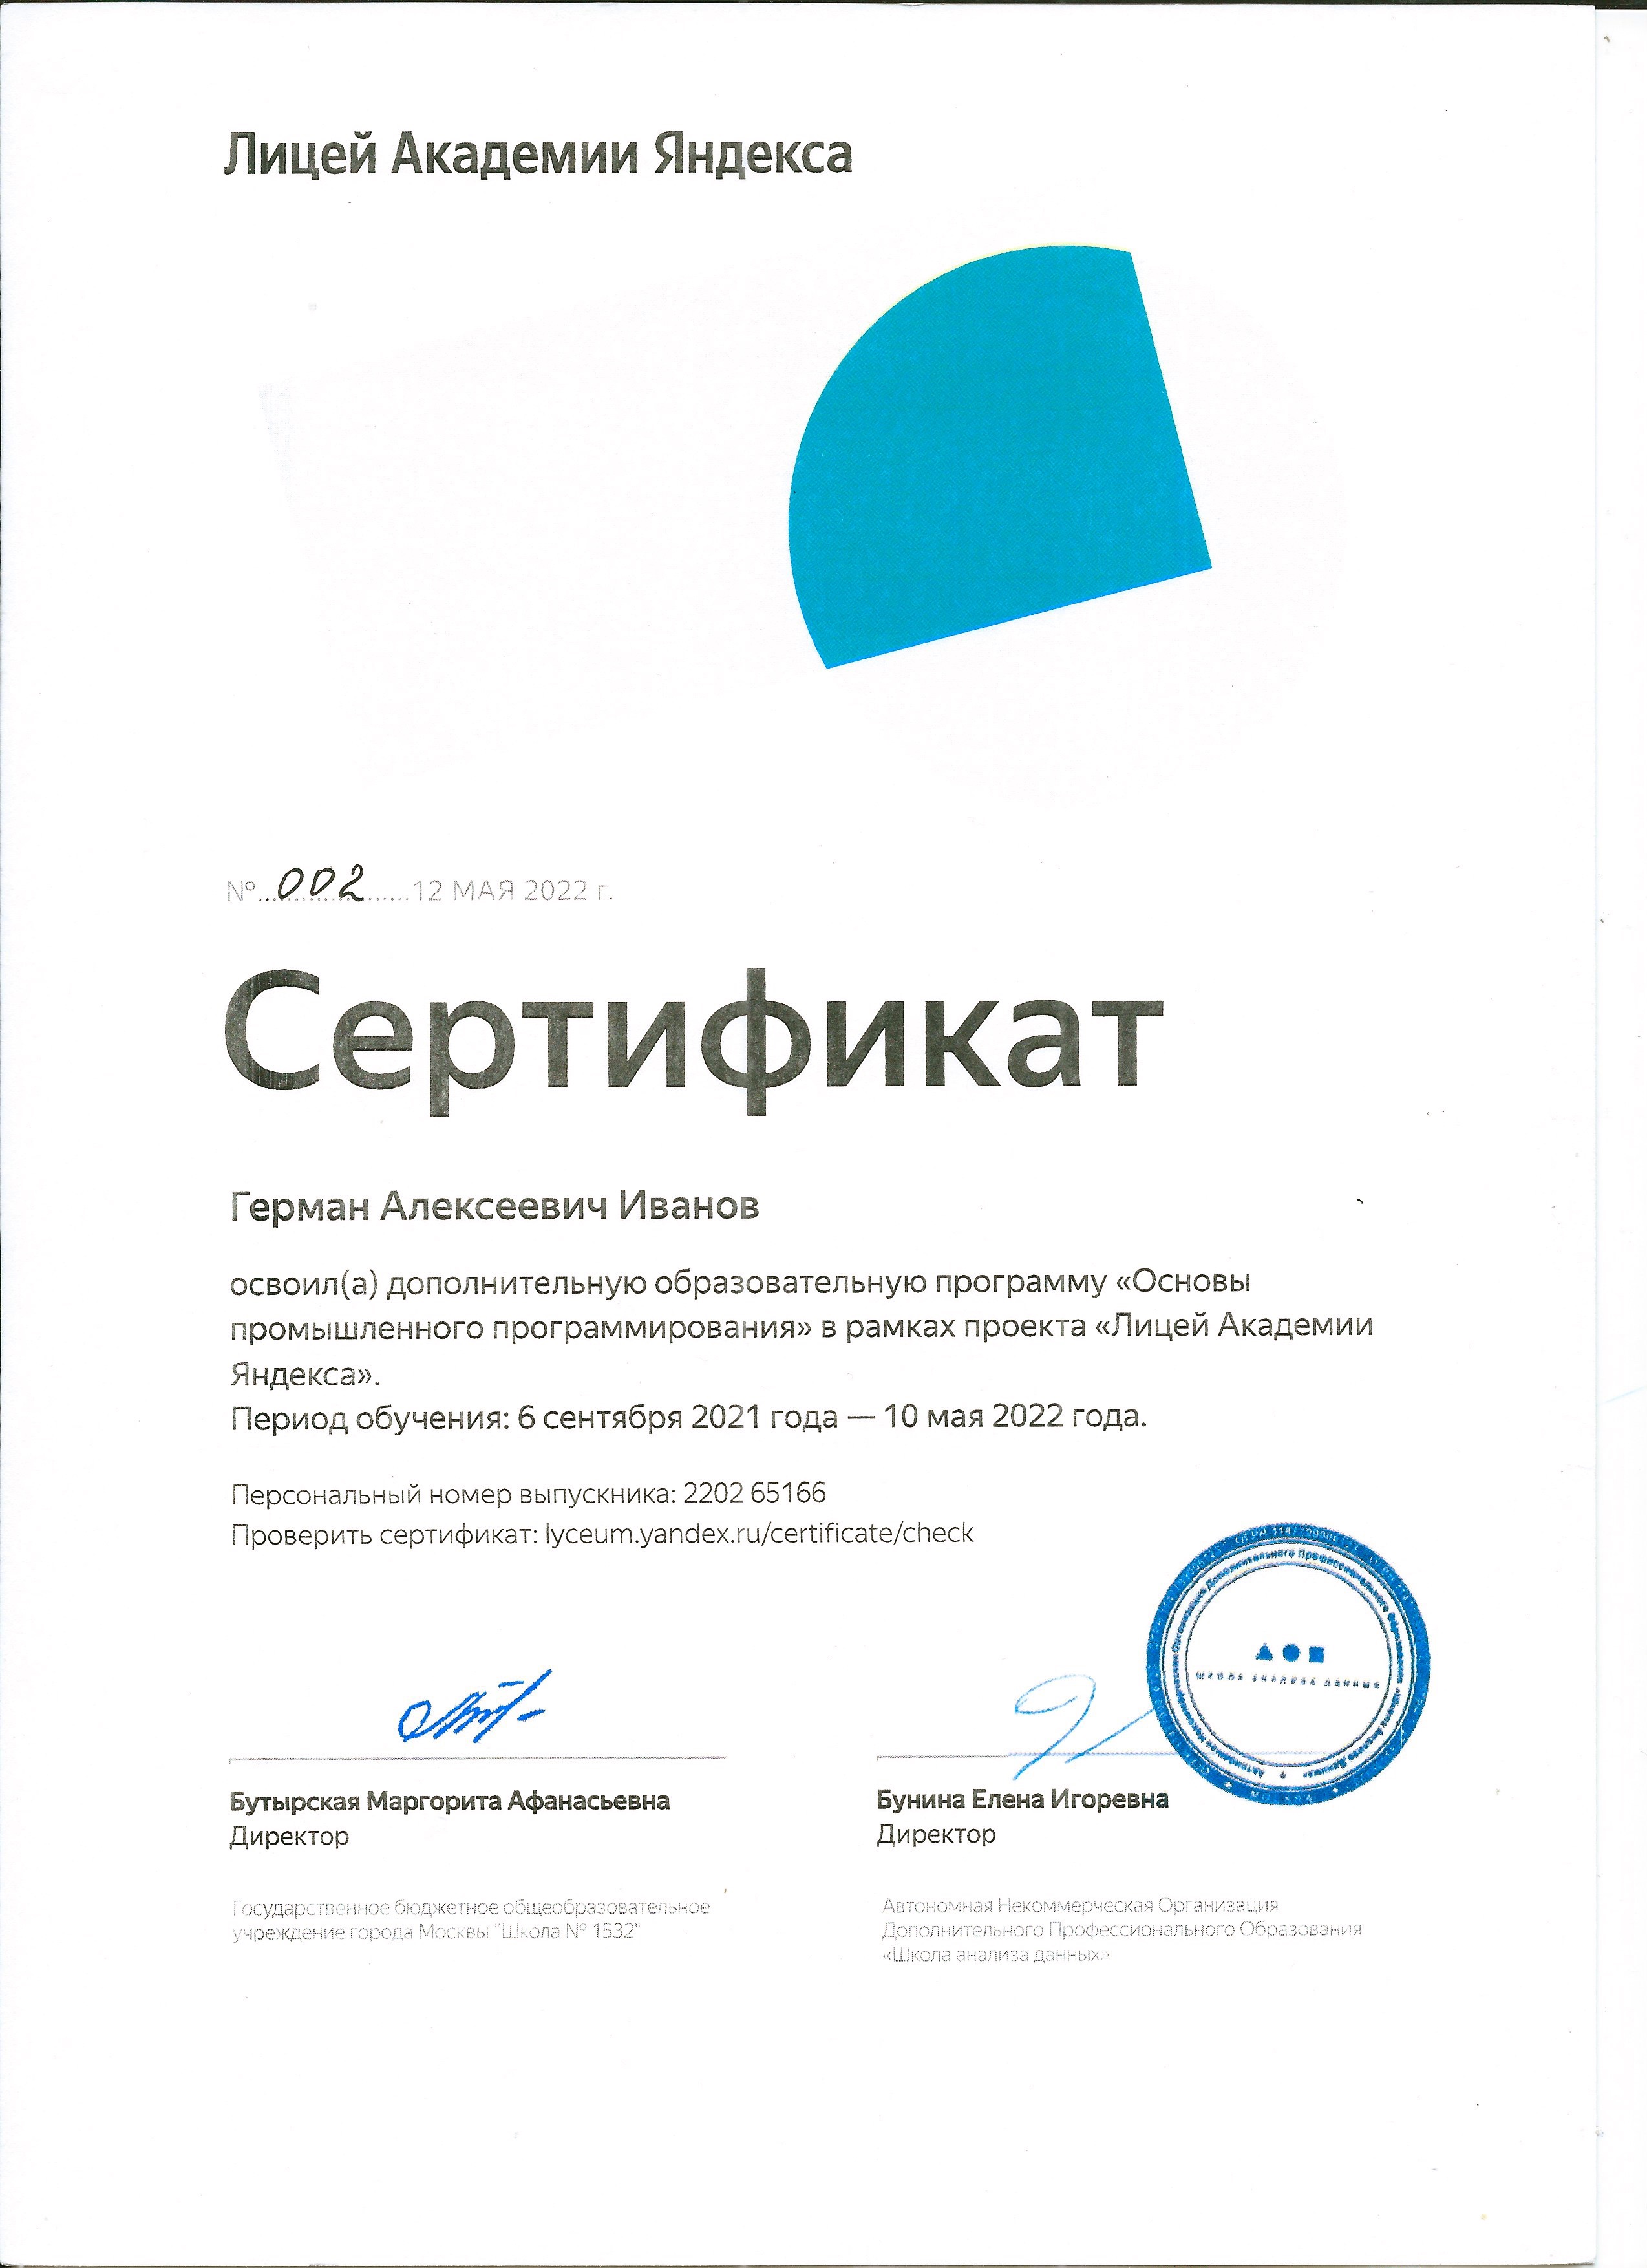 Лицей Академии Яндекса
№...002......12 МАЯ 2022 г.
Сертификат
Герман Алексеевич Иванов
освоил(а) дополнительную образовательную программу «Основы
промышленного программирования» в рамках проекта «Лицей Академии
Яндекса».
Период обучения: 6 сентября 2021 года — 10 мая 2022 года.
Персональный номер выпускника: 2202 65166
Проверить сертификат: lyceum.yandex.ru/certificate/check
Автономная Некоммерческая Организация Дополнительного Профессионального Образования «Школа Анализа Данных»
ШКОЛА АНАЛИЗА ДАННЫХ
МОСКВА
Бутырская Маргорита Афанасьевна
Директор
Государственное бюджетное общеобразовательное
учреждение города Москвы "Школа № 1532"
Бунина Елена Игоревна
Директор
Автономная Некоммерческая Организация
Дополнительного Профессионального Образования
«Школа анализа данных»